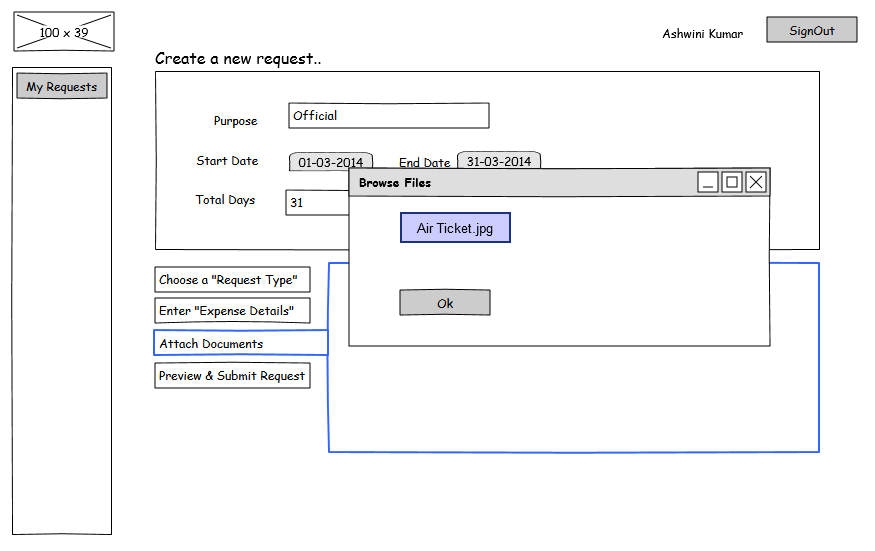 100 x 39
Ashwini Kumar
SignOut
Create a new request..
My Requests
Purpose
Official
Start Date
01-03-2014
End Date
31-03-2014
Browse Files
Total Days
31
Air Ticket.jpg
Choose a "Request Type"
Enter "Expense Details"
Ok
Attach Documents
Preview & Submit Request